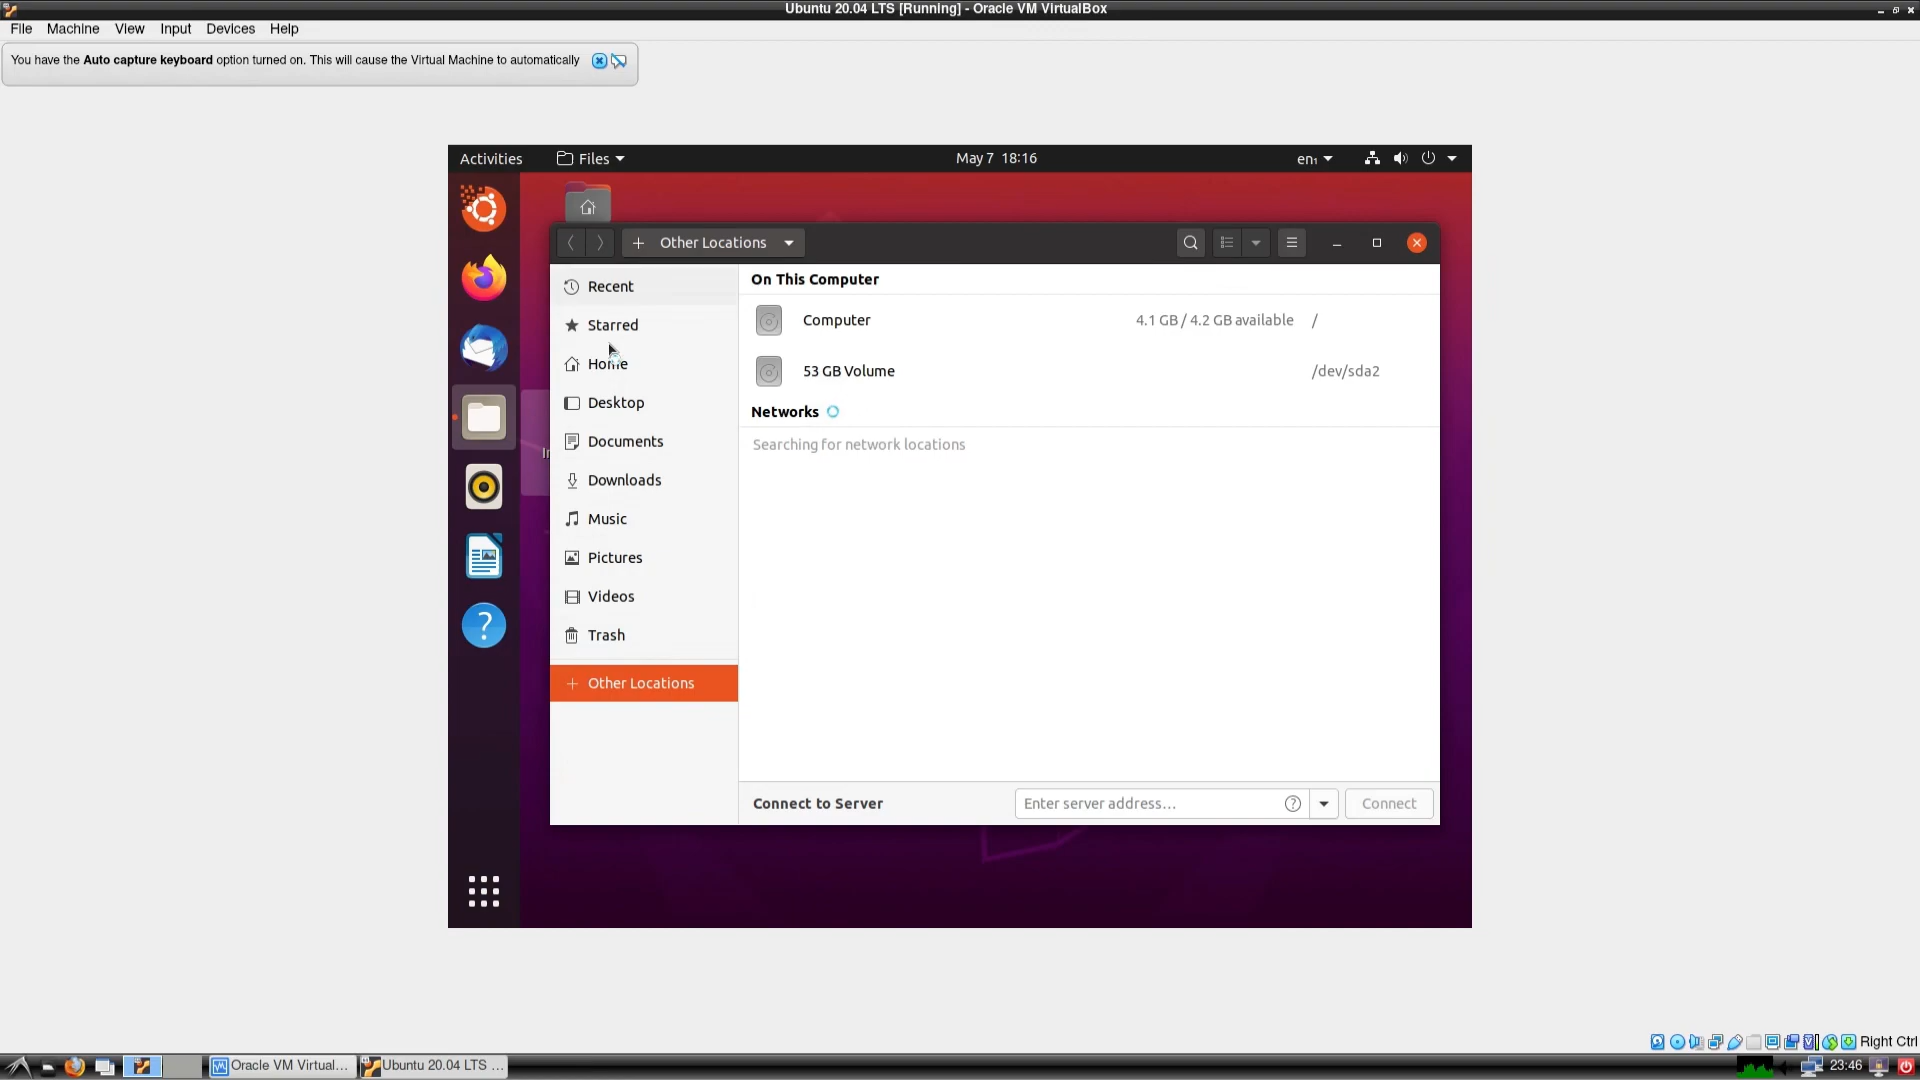 Ubuntu 20.04 LTS [Running] - Oracle VM VirtualBox
File Machine View Input Devices Help
You have the Auto capture keyboard option turned on. This will cause the Virtual Machine to automatically
Activities Files May 7 18:16 en₁
+ Other Locations
Recent
Starred
Home
Desktop
Documents
Downloads
Music
Pictures
Videos
Trash
+ Other Locations
On This Computer
Computer 4.1 GB / 4.2 GB available /
53 GB Volume /dev/sda2
Networks
Searching for network locations
Connect to Server Enter server address… ? Connect
Right Ctrl
Oracle VM Virtual... Ubuntu 20.04 LTS ... 23:46